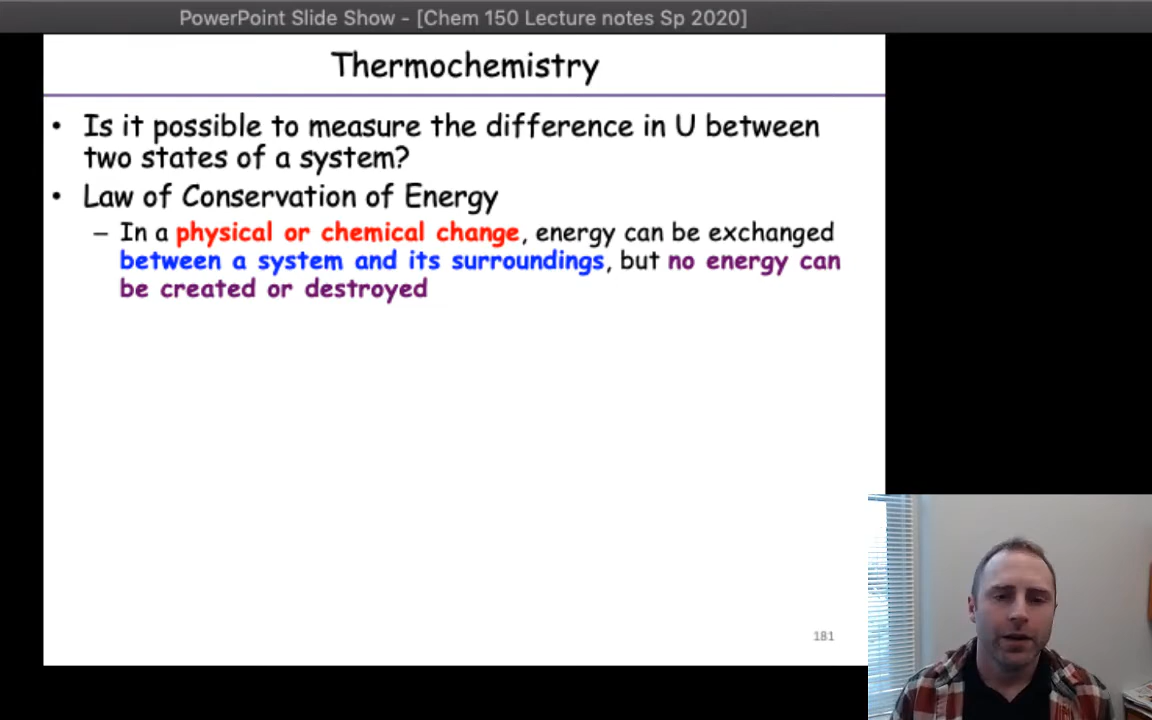 PowerPoint Slide Show - [Chem 150 Lecture notes Sp 2020]
Thermochemistry
• Is it possible to measure the difference in U between
two states of a system?
• Law of Conservation of Energy
– In a physical or chemical change, energy can be exchanged
between a system and its surroundings, but no energy can
be created or destroyed
181